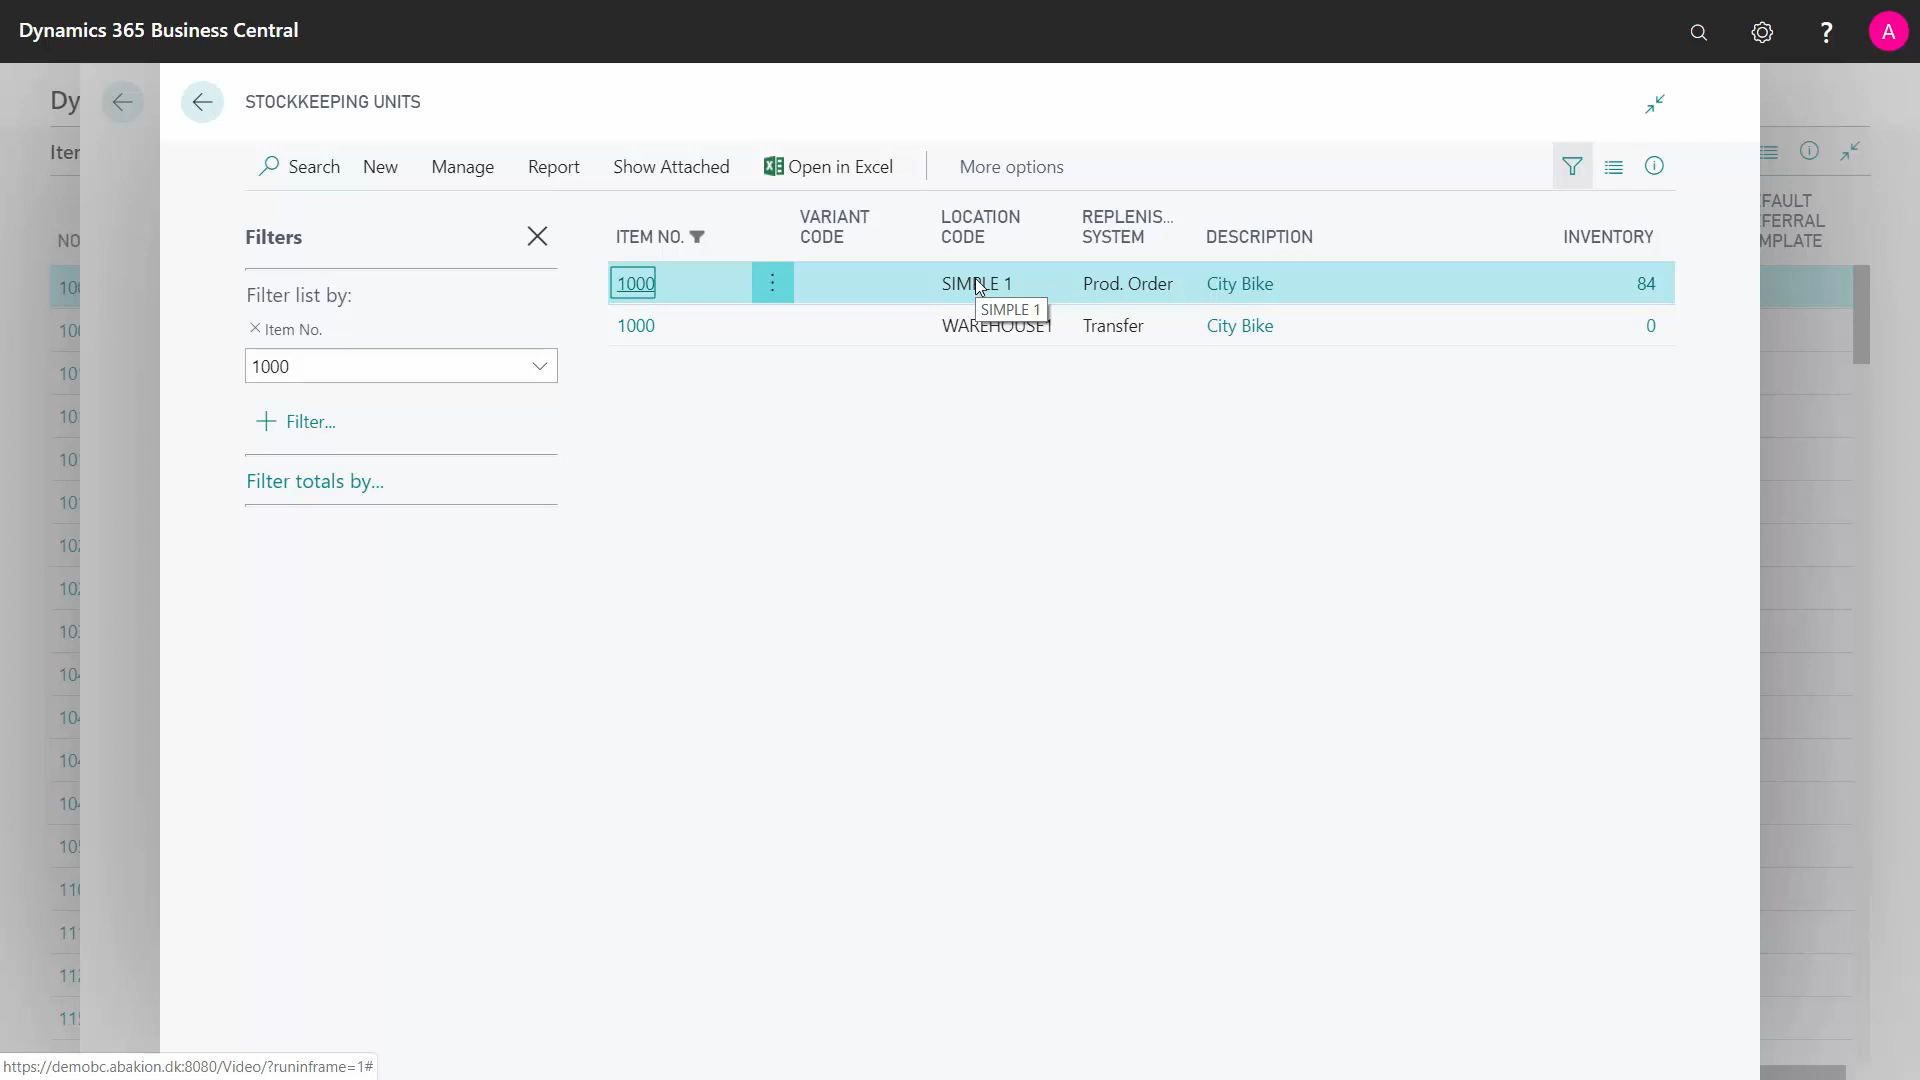 Dynamics 365 Business Central
A
Dy
STOCKKEEPING UNITS
Search New Manage Report Show Attached Open in Excel More options
Filters
Filter list by:
Item No.
1000
Filter...
Filter totals by...
ITEM NO. VARIANT CODE LOCATION CODE REPLENIS... SYSTEM DESCRIPTION INVENTORY
1000 SIMPLE 1 Prod. Order City Bike 84
SIMPLE 1
1000 WAREHOUSE1 Transfer City Bike 0
https://demobc.abakion.dk:8080/Video/?runinframe=1#